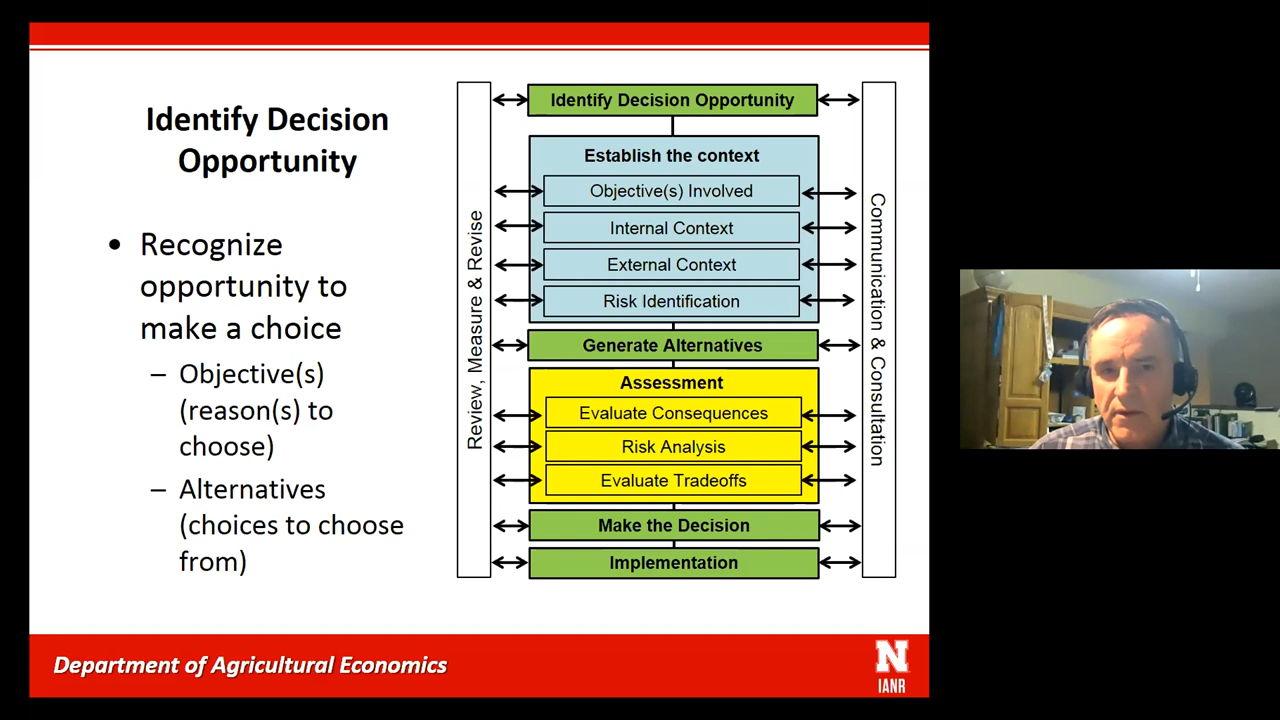 Identify Decision
Opportunity
• Recognize
opportunity to
make a choice
– Objective(s)
(reason(s) to
choose)
– Alternatives
(choices to choose
from)
Review, Measure & Revise
Identify Decision Opportunity
Establish the context
Objective(s) Involved
Internal Context
External Context
Risk Identification
Generate Alternatives
Assessment
Evaluate Consequences
Risk Analysis
Evaluate Tradeoffs
Make the Decision
Implementation
Communication & Consultation
Department of Agricultural Economics
N
IANR